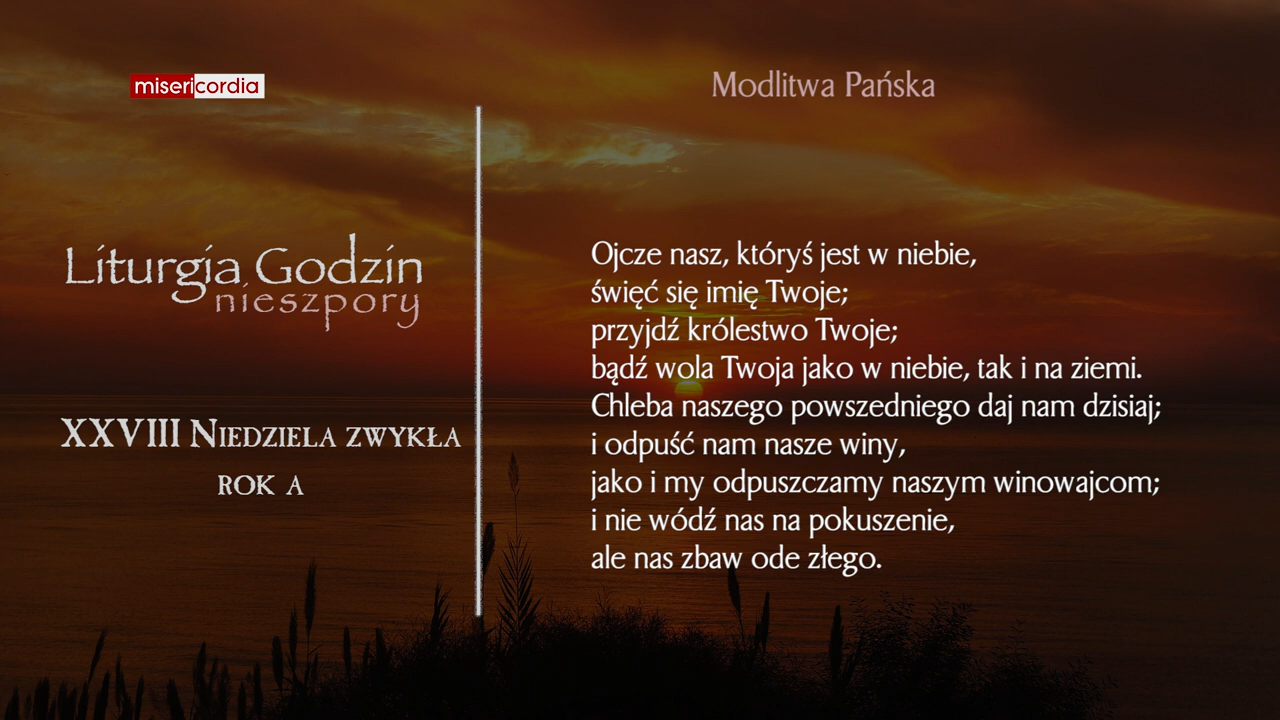 misericordia
Liturgia Godzin
nieszpory
XXVIII Niedziela zwykła
rok a
Modlitwa Pańska
Ojcze nasz, któryś jest w niebie,
święć się imię Twoje;
przyjdź królestwo Twoje;
bądź wola Twoja jako w niebie, tak i na ziemi.
Chleba naszego powszedniego daj nam dzisiaj;
i odpuść nam nasze winy,
jako i my odpuszczamy naszym winowajcom;
i nie wódź nas na pokuszenie,
ale nas zbaw ode złego.